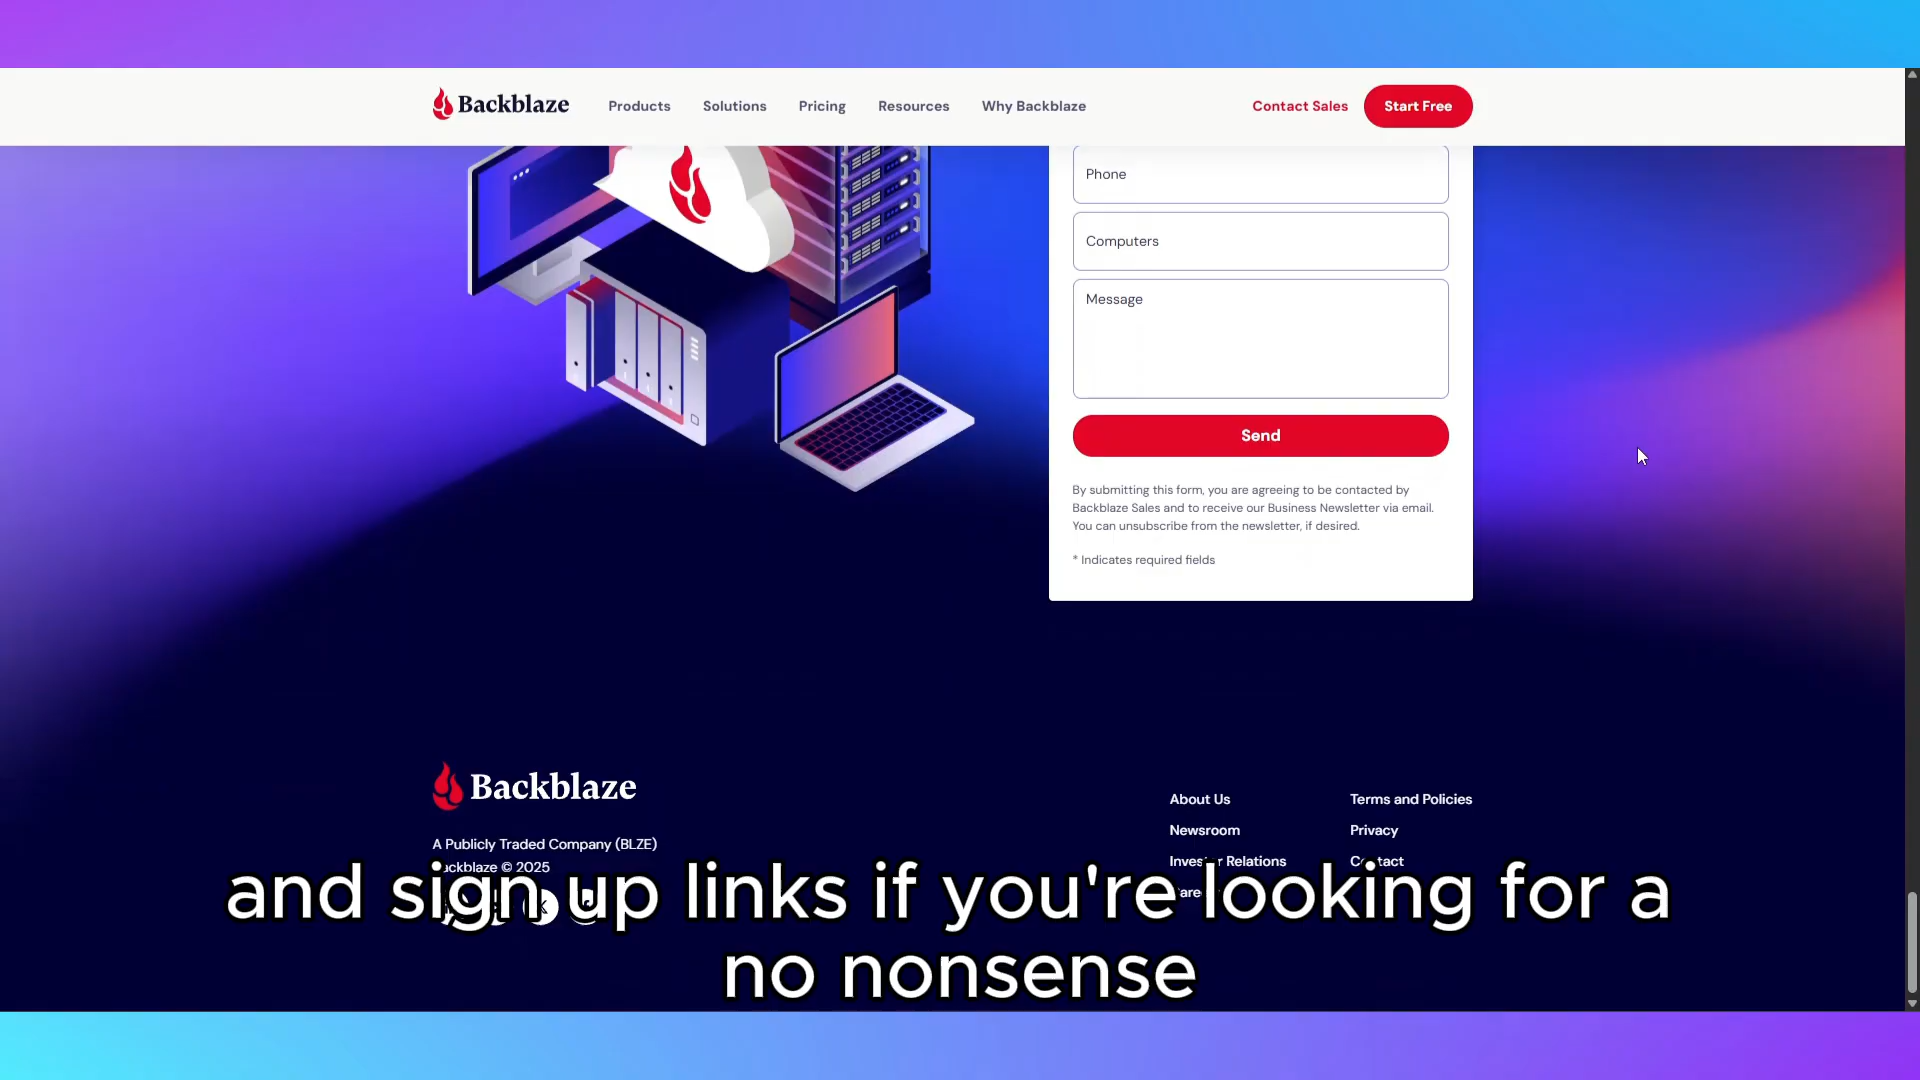 Backblaze
Products
Solutions
Pricing
Resources
Why Backblaze
Contact Sales
Start Free
Phone
Computers
Message
Send
By submitting this form, you are agreeing to be contacted by
Backblaze Sales and to receive our Business Newsletter via email.
You can unsubscribe from the newsletter, if desired.
* Indicates required fields
Backblaze
A Publicly Traded Company (BLZE)
Backblaze © 2025
About Us
Newsroom
Investor Relations
Terms and Policies
Privacy
Contact
and sign up links if you're looking for a
no nonsense